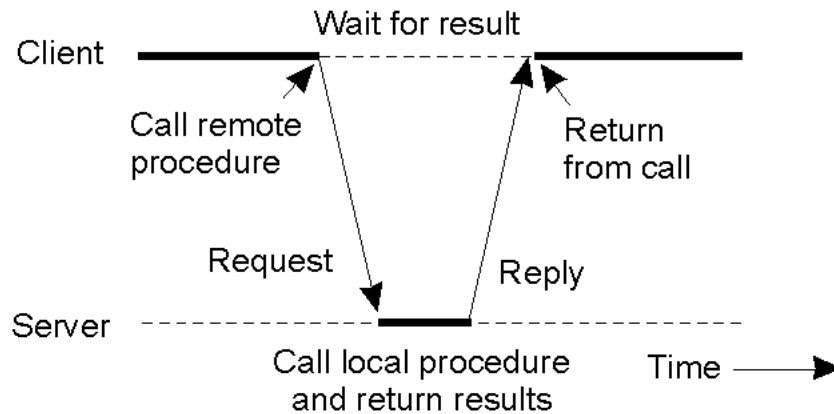 Wait for result
Client
Call remote
procedure
Return
from call
Request
Reply
Server
Call local procedure
and return results
Time